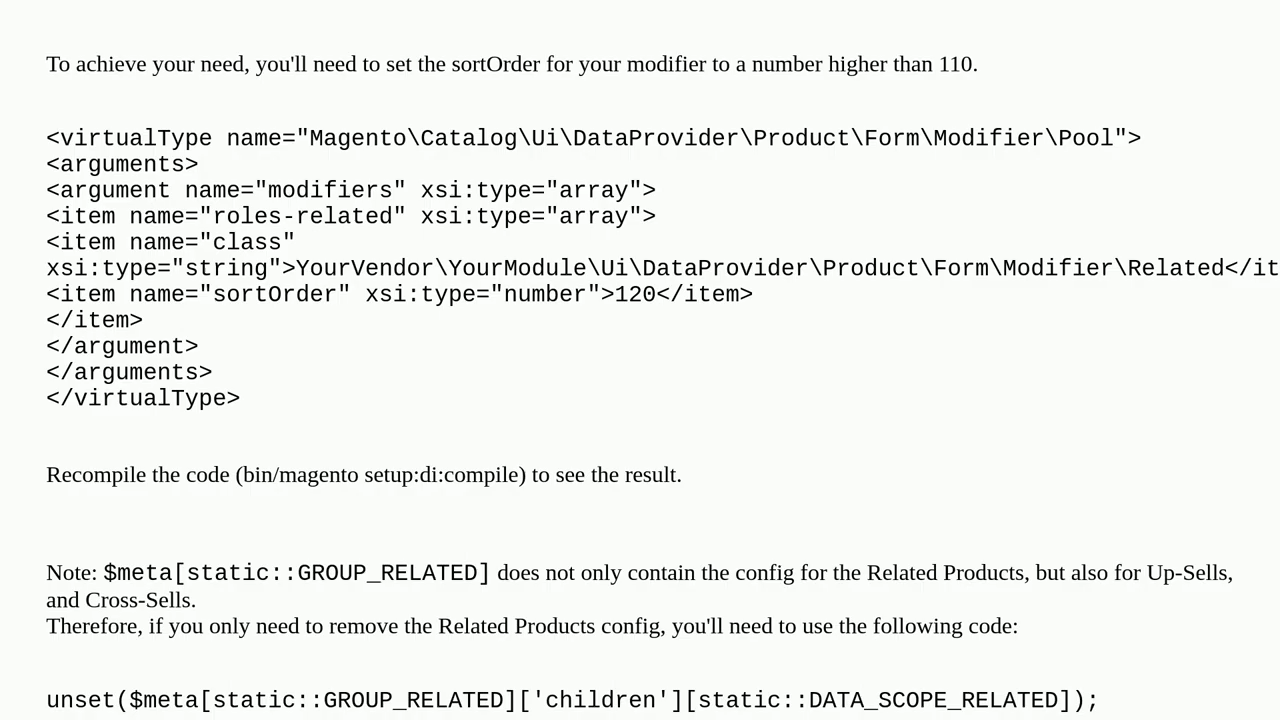 To achieve your need, you'll need to set the sortOrder for your modifier to a number higher than 110.
<virtualType name="Magento\Catalog\Ui\DataProvider\Product\Form\Modifier\Pool">
<arguments>
<argument name="modifiers" xsi:type="array">
<item name="roles-related" xsi:type="array">
<item name="class"
xsi:type="string">YourVendor\YourModule\Ui\DataProvider\Product\Form\Modifier\Related</it
<item name="sortOrder" xsi:type="number">120</item>
</item>
</argument>
</arguments>
</virtualType>
Recompile the code (bin/magento setup:di:compile) to see the result.
Note: $meta[static::GROUP_RELATED] does not only contain the config for the Related Products, but also for Up-Sells,
and Cross-Sells.
Therefore, if you only need to remove the Related Products config, you'll need to use the following code:
unset($meta[static::GROUP_RELATED]['children'][static::DATA_SCOPE_RELATED]);